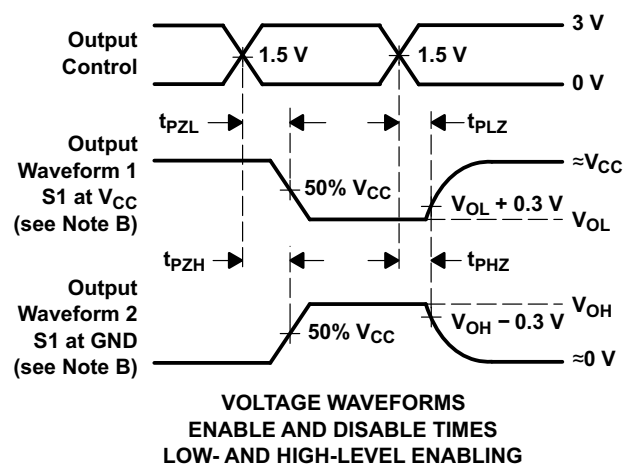 Output
Control
1.5 V
1.5 V
3 V
0 V
tPZL
tPLZ
Output
Waveform 1
S1 at VCC
(see Note B)
50% VCC
≈VCC
VOL + 0.3 V
VOL
tPZH
tPHZ
Output
Waveform 2
S1 at GND
(see Note B)
50% VCC
VOH
VOH − 0.3 V
≈0 V
VOLTAGE WAVEFORMS
ENABLE AND DISABLE TIMES
LOW- AND HIGH-LEVEL ENABLING